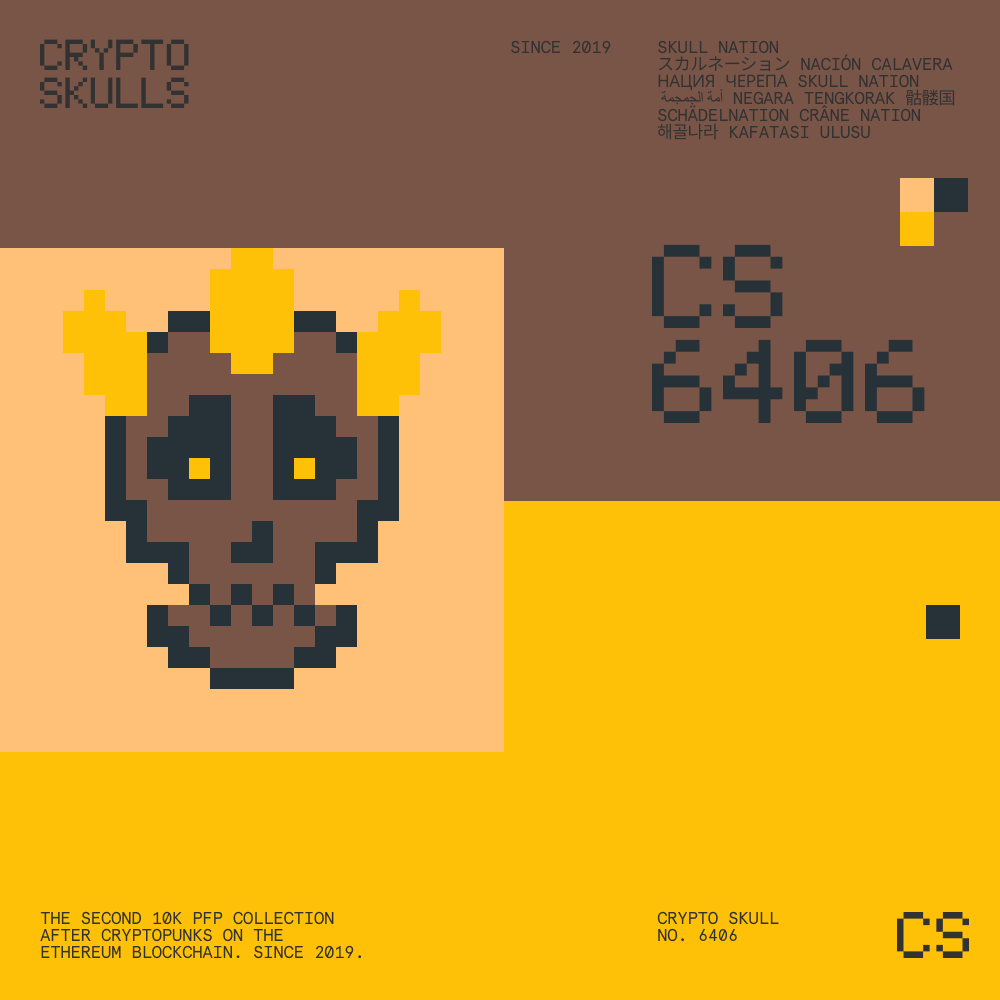 CRYPTO
SKULLS
SINCE 2019
SKULL NATION
スカルネーション NACIÓN CALAVERA
НАЦИЯ ЧЕРЕПА SKULL NATION
أمة الجمجمة NEGARA TENGKORAK 骷髅国
SCHÄDELNATION CRÂNE NATION
해골나라 KAFATASI ULUSU
CS
6406
THE SECOND 10K PFP COLLECTION
AFTER CRYPTOPUNKS ON THE
ETHEREUM BLOCKCHAIN. SINCE 2019.
CRYPTO SKULL
NO. 6406
CS